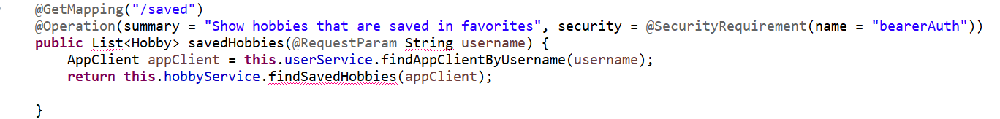 @GetMapping("/saved")
@Operation(summary = "Show hobbies that are saved in favorites", security = @SecurityRequirement(name = "bearerAuth"))
public List<Hobby> savedHobbies(@RequestParam String username) {
AppClient appClient = this.userService.findAppClientByUsername(username);
return this.hobbyService.findSavedHobbies(appClient);
}